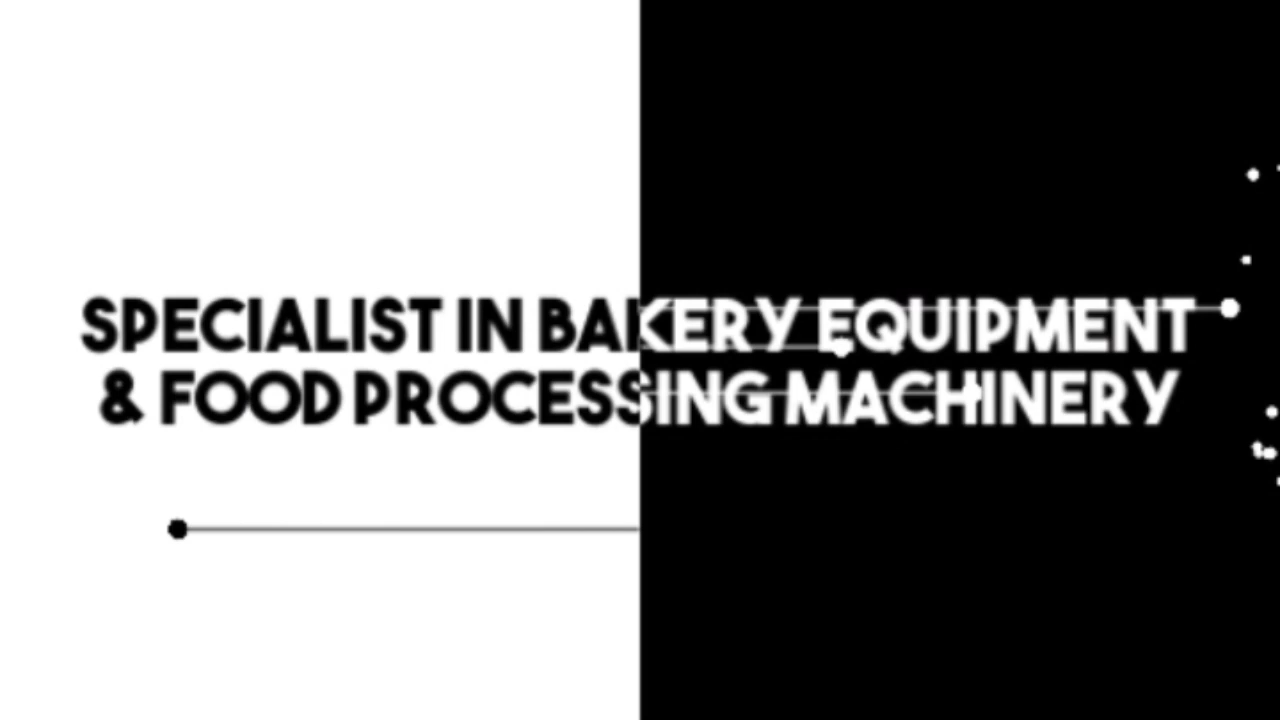 SPECIALIST IN BAKERY EQUIPMENT
& FOOD PROCESSING MACHINERY